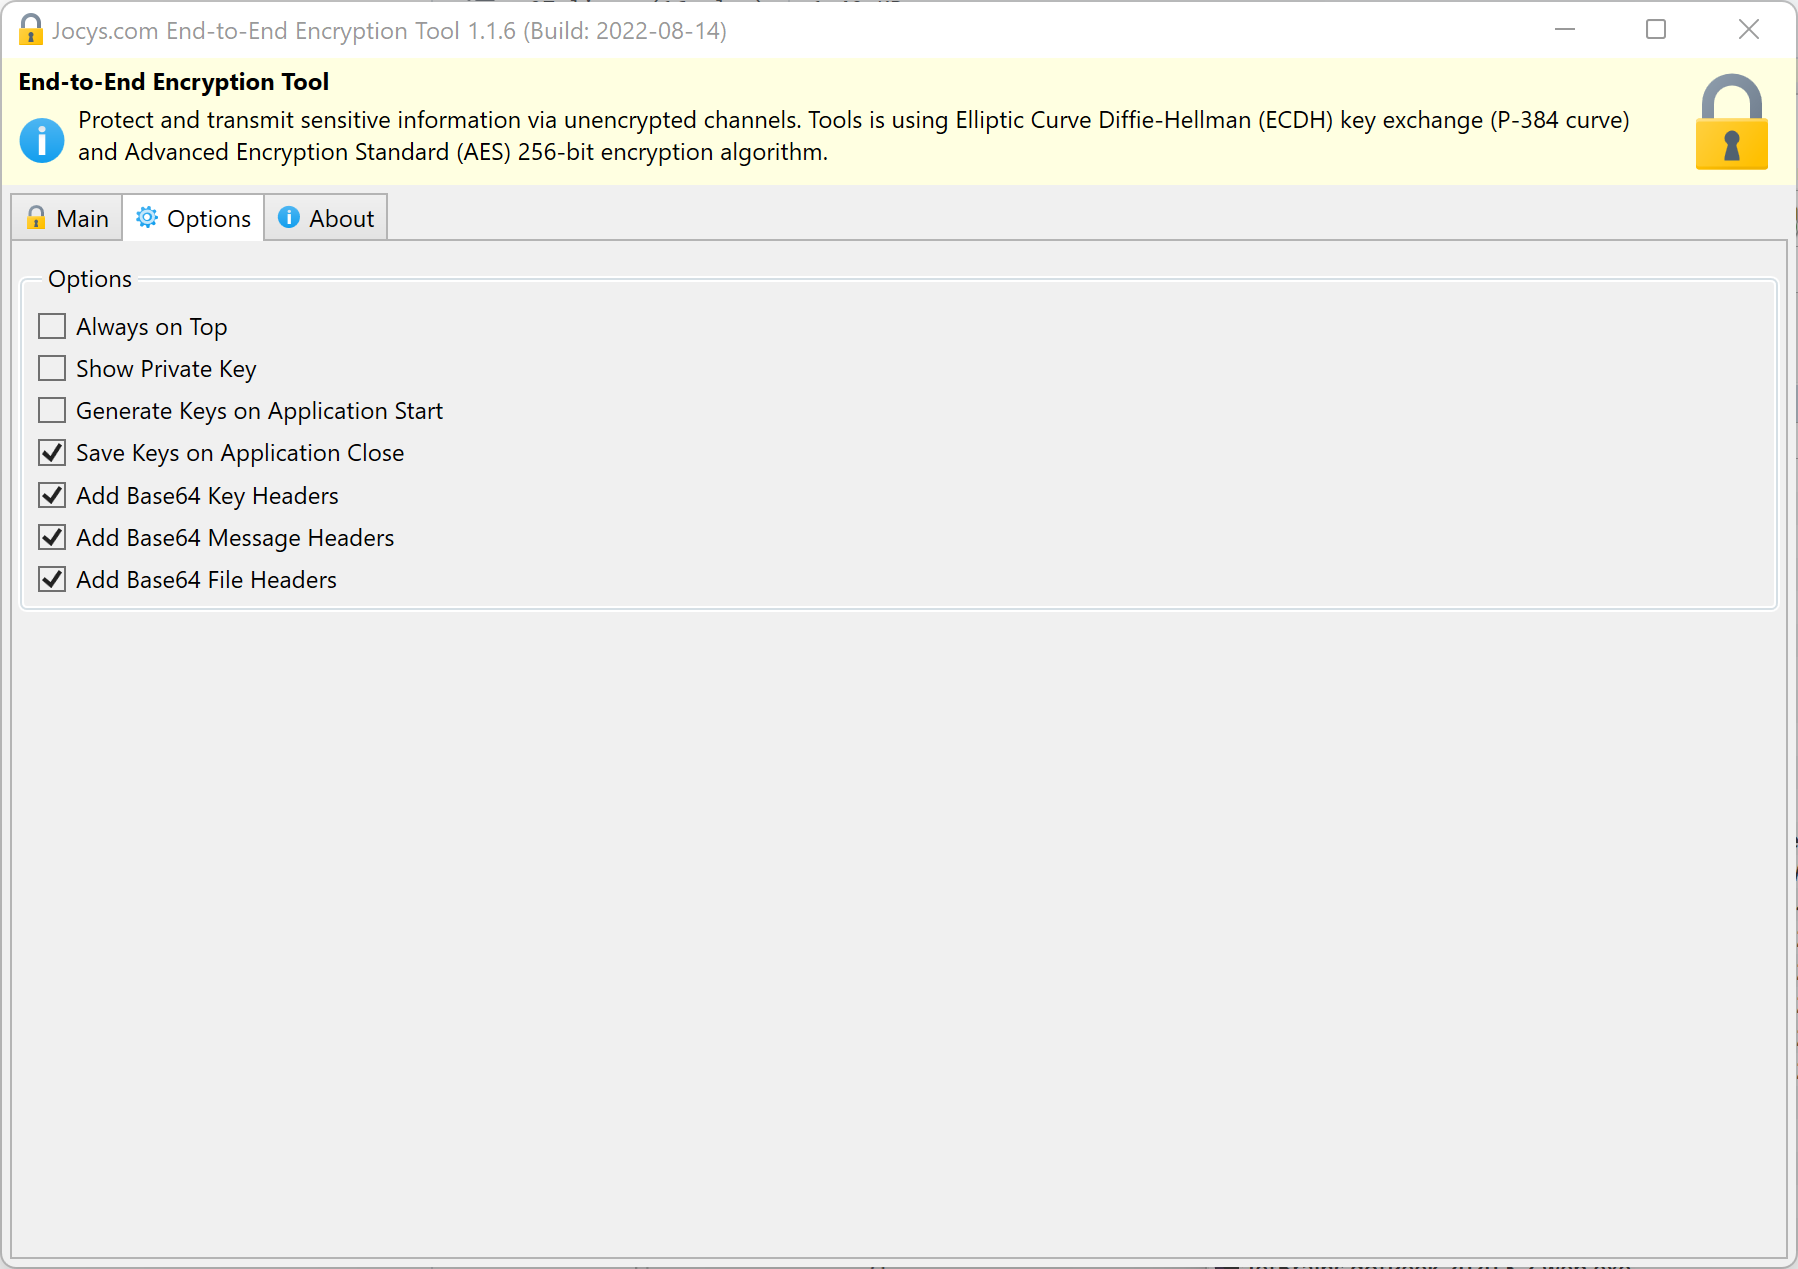 Jocys.com End-to-End Encryption Tool 1.1.6 (Build: 2022-08-14)
End-to-End Encryption Tool
Protect and transmit sensitive information via unencrypted channels. Tools is using Elliptic Curve Diffie-Hellman (ECDH) key exchange (P-384 curve)
and Advanced Encryption Standard (AES) 256-bit encryption algorithm.
Main
Options
About
Options
Always on Top
Show Private Key
Generate Keys on Application Start
Save Keys on Application Close
Add Base64 Key Headers
Add Base64 Message Headers
Add Base64 File Headers